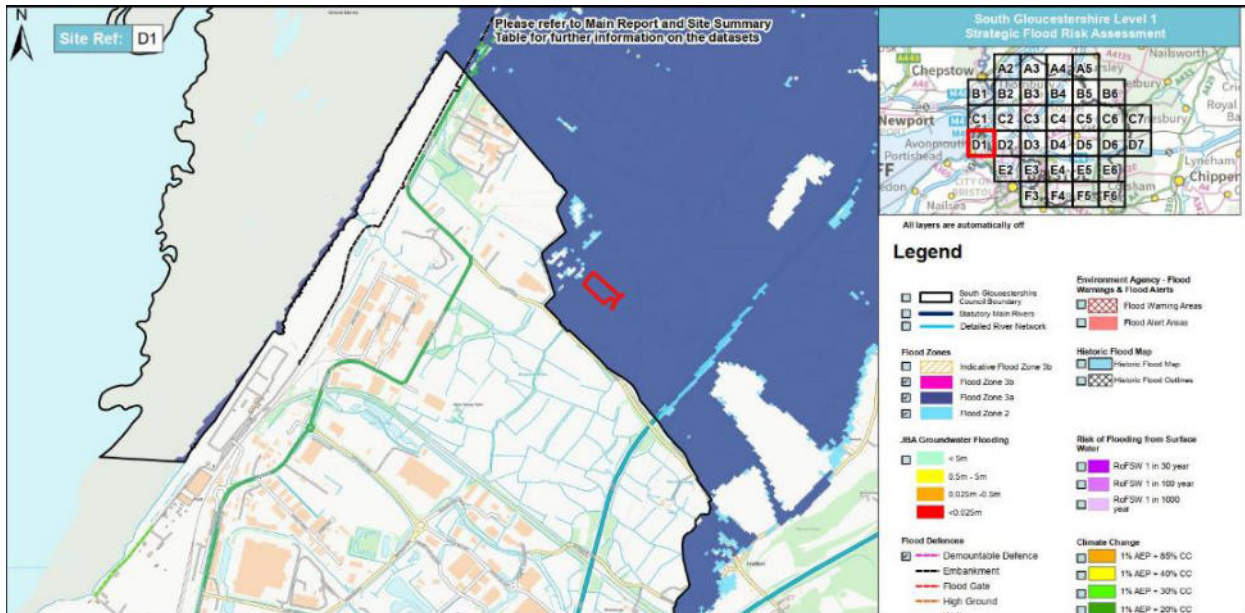 N
Site Ref: D1
Please refer to Main Report and Site Summary
Table for further information on the datasets
South Gloucestershire Level 1
Strategic Flood Risk Assessment
Chepstow
Nailsworth
A2 A3 A4 A5
B1 B2 B3 B4 B5 B6
Newport
C1 C2 C3 C4 C5 C6 C7
Avonmouth
D1 D2 D3 D4 D5 D6 D7
Portishead
Lyneham
E2 E3 E4 E5 E6
Chippen
F3 F4 F5 F6
Nailsea
All layers are automatically off
Legend
South Gloucestershire
Council Boundary
Statutory Main Rivers
Detailed River Network
Flood Zones
Indicative Flood Zone 3b
Flood Zone 3b
Flood Zone 3a
Flood Zone 2
JBA Groundwater Flooding
< 5m
0.5m - 5m
0.025m -0.5m
<0.025m
Flood Defences
Demountable Defence
Embankment
Flood Gate
High Ground
Environment Agency - Flood
Warnings & Flood Alerts
Flood Warning Areas
Flood Alert Areas
Historic Flood Map
Historic Flood Map
Historic Flood Outlines
Risk of Flooding from Surface
Water
RoFSW 1 in 30 year
RoFSW 1 in 100 year
RoFSW 1 in 1000
year
Climate Change
1% AEP + 85% CC
1% AEP + 40% CC
1% AEP + 30% CC
1% AEP + 20% CC